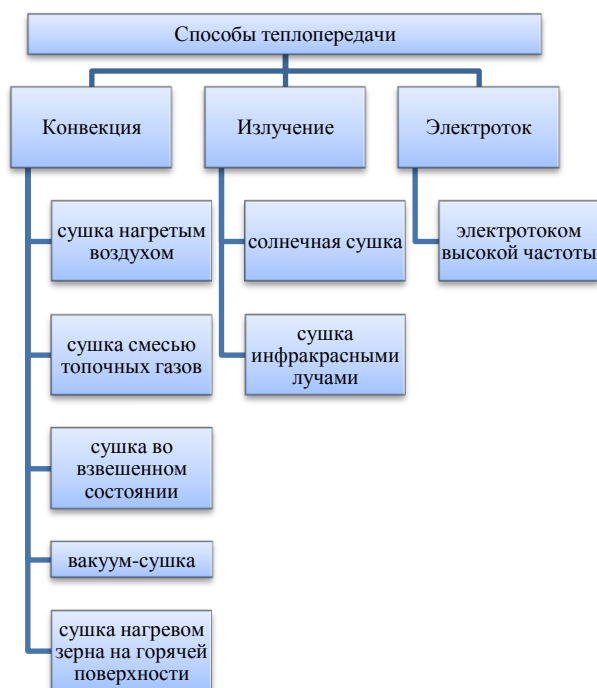 Способы теплопередачи
Конвекция
Излучение
Электроток
сушка нагретым
воздухом
сушка смесью
топочных газов
сушка во
взвешенном
состоянии
вакуум-сушка
сушка нагревом
зерна на горячей
поверхности
солнечная сушка
сушка
инфракрасными
лучами
электротоком
высокой частоты